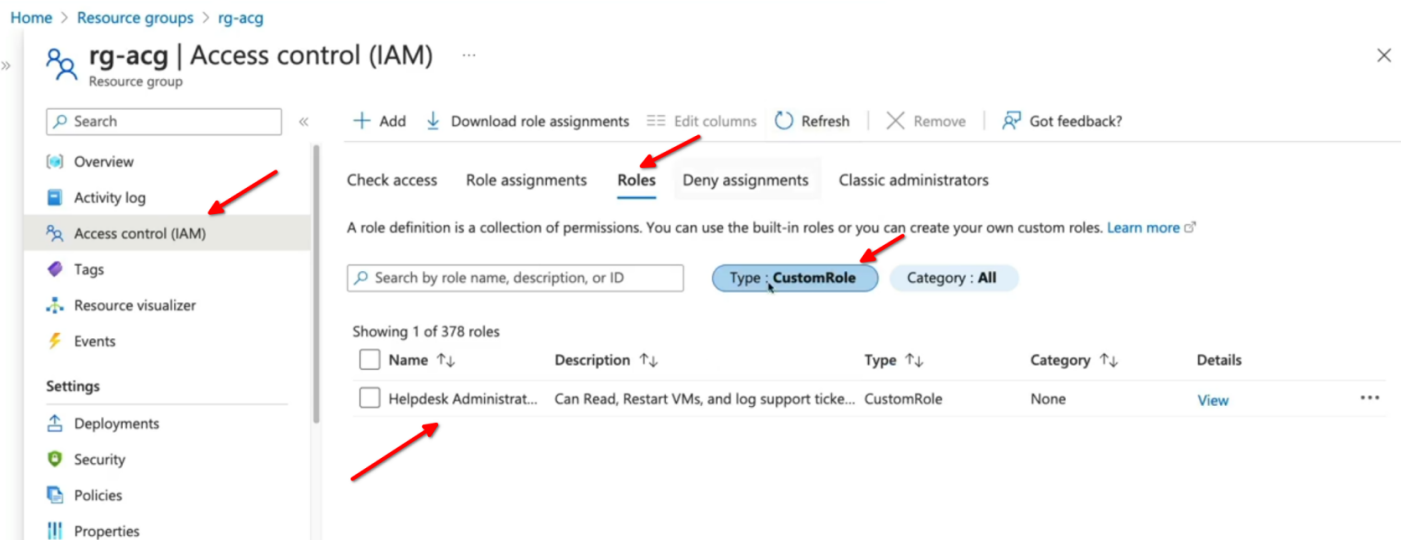 Home > Resource groups > rg-acg
» rg-acg | Access control (IAM) ...
Resource group
Search «
Overview
Activity log
Access control (IAM)
Tags
Resource visualizer
Events
Settings
Deployments
Security
Policies
Properties
+ Add Download role assignments Edit columns Refresh Remove Got feedback?
Check access Role assignments Roles Deny assignments Classic administrators
A role definition is a collection of permissions. You can use the built-in roles or you can create your own custom roles. Learn more
Search by role name, description, or ID Type : CustomRole Category : All
Showing 1 of 378 roles
Name ↑↓ Description ↑↓ Type ↑↓ Category ↑↓ Details
Helpdesk Administrat... Can Read, Restart VMs, and log support ticke... CustomRole None View ...